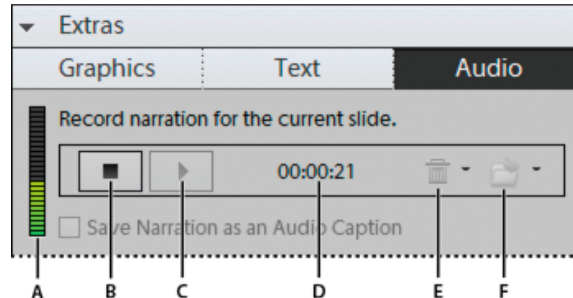 Extras
Graphics Text Audio
Record narration for the current slide.
00:00:21
Save Narration as an Audio Caption
A B C D E F